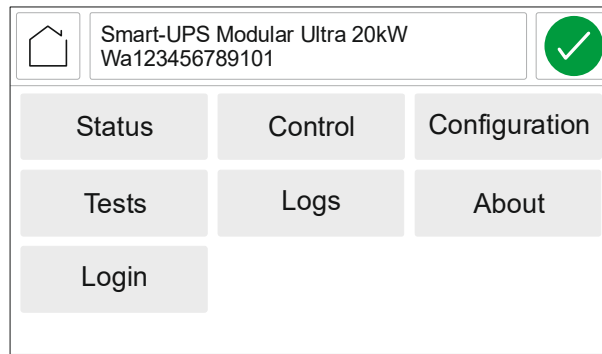 Smart-UPS Modular Ultra 20kW
Wa123456789101
Status
Control
Configuration
Tests
Logs
About
Login